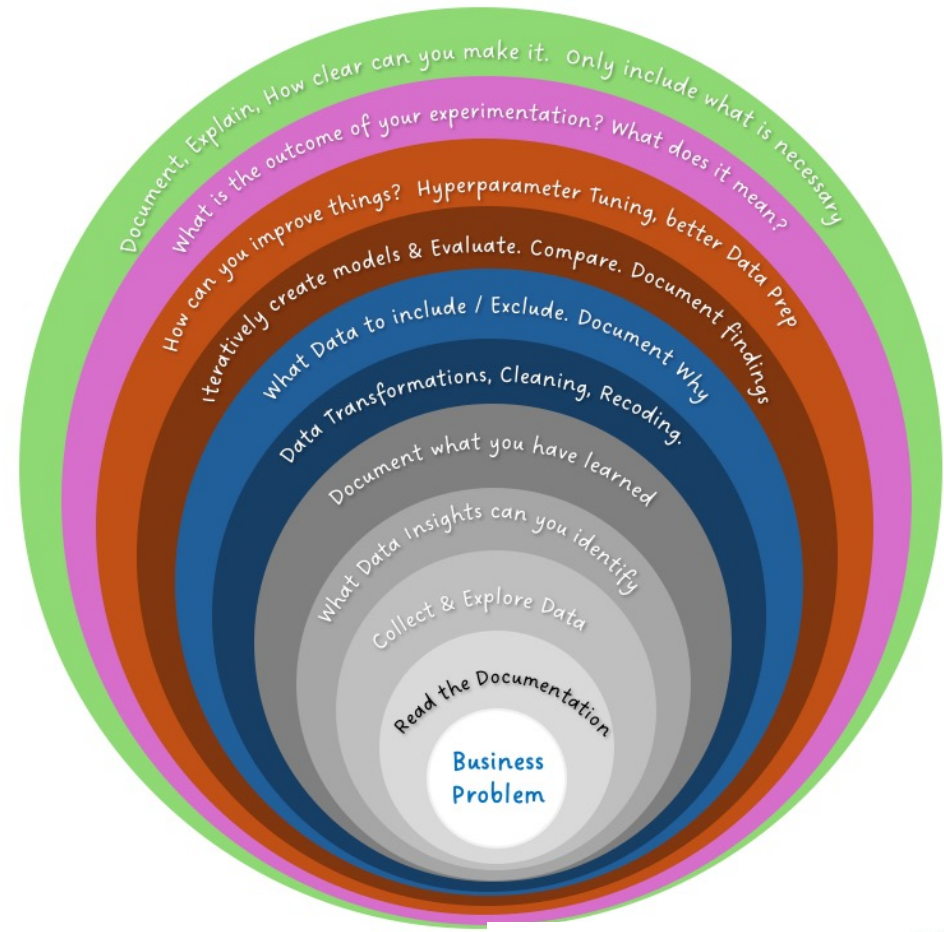 Document, Explain, How clear can you make it. Only include what is necessary
What is the outcome of your experimentation? What does it mean?
How can you improve things? Hyperparameter Tuning, better Data Prep
Iteratively create models & Evaluate. Compare. Document findings
What Data to include / Exclude. Document Why
Data Transformations, Cleaning, Recoding.
Document what you have learned
What Data Insights can you identify
Collect & Explore Data
Read the Documentation
Business
Problem